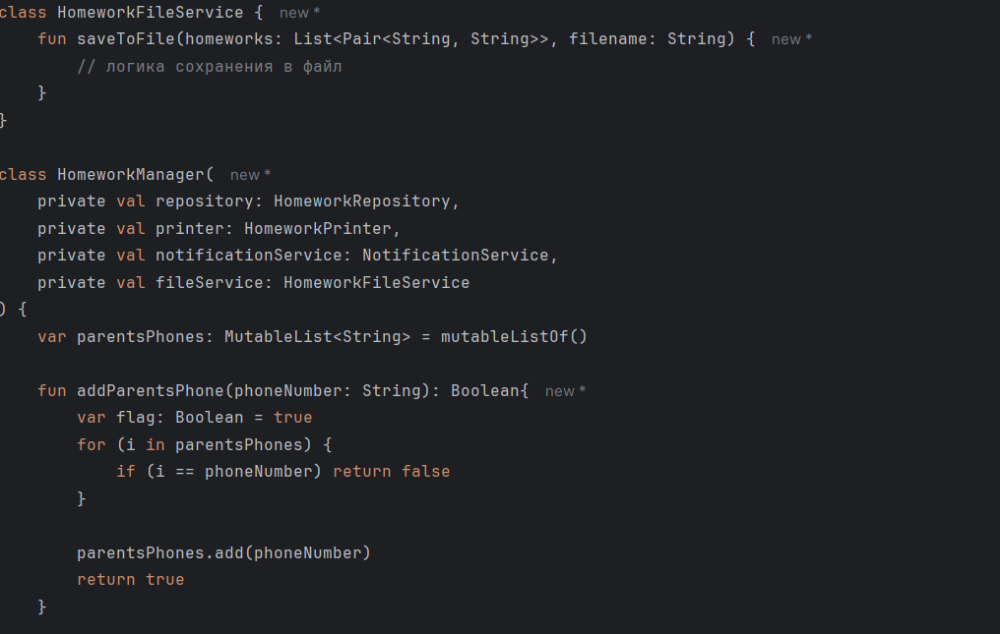 class HomeworkFileService {  new *
    fun saveToFile(homeworks: List<Pair<String, String>>, filename: String) {  new *
        // логика сохранения в файл
    }
}

class HomeworkManager(  new *
    private val repository: HomeworkRepository,
    private val printer: HomeworkPrinter,
    private val notificationService: NotificationService,
    private val fileService: HomeworkFileService
) {
    var parentsPhones: MutableList<String> = mutableListOf()

    fun addParentsPhone(phoneNumber: String): Boolean{  new *
        var flag: Boolean = true
        for (i in parentsPhones) {
            if (i == phoneNumber) return false
        }

        parentsPhones.add(phoneNumber)
        return true
    }